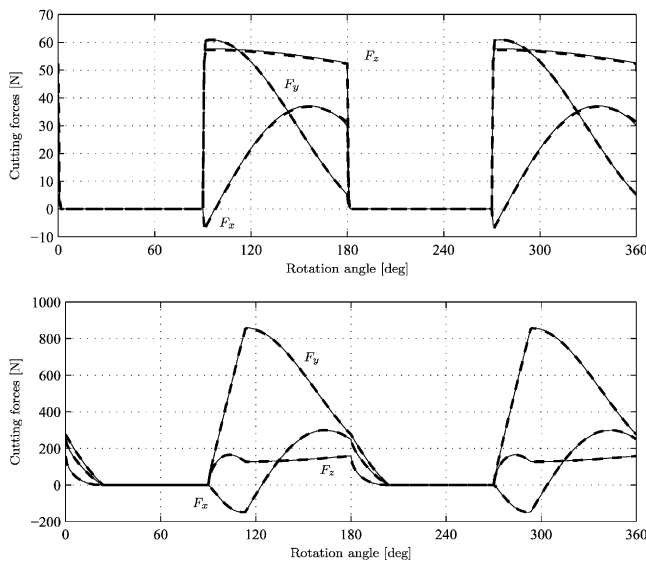 70
60
50
40
30
20
10
0
−10
Cutting forces [N]
F_z
F_y
F_x
0 60 120 180 240 300 360
Rotation angle [deg]
1000
800
600
400
200
0
−200
Cutting forces [N]
F_y
F_z
F_x
0 60 120 180 240 300 360
Rotation angle [deg]